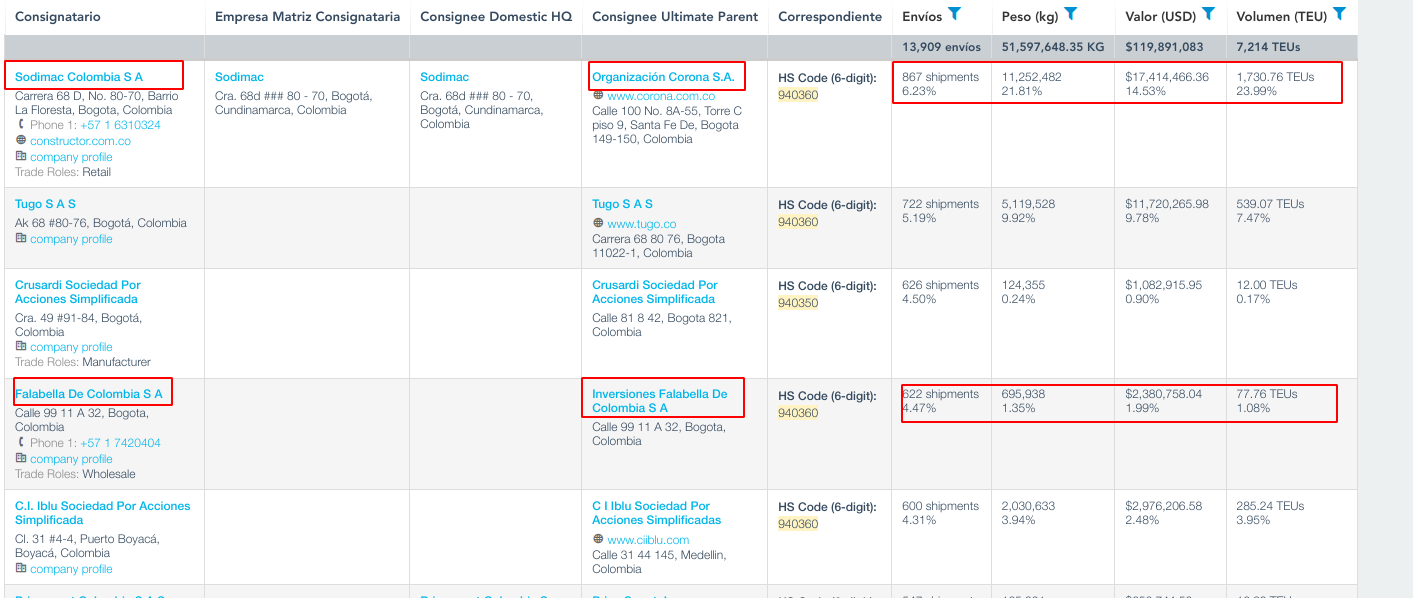 Consignatario
Empresa Matriz Consignataria
Consignee Domestic HQ
Consignee Ultimate Parent
Correspondiente
Envíos
Peso (kg)
Valor (USD)
Volumen (TEU)
13,909 envíos
51,597,648.35 KG
$119,891,083
7,214 TEUs
Sodimac Colombia S A
Carrera 68 D, No. 80-70, Barrio
La Floresta, Bogota, Colombia
Phone 1: +57 1 6310324
constructor.com.co
company profile
Trade Roles: Retail
Sodimac
Cra. 68d ### 80 - 70, Bogotá,
Cundinamarca, Colombia
Sodimac
Cra. 68d ### 80 - 70,
Bogotá, Cundinamarca,
Colombia
Organización Corona S.A.
www.corona.com.co
Calle 100 No. 8A-55, Torre C
piso 9, Santa Fe De, Bogota
149-150, Colombia
HS Code (6-digit):
940360
867 shipments
6.23%
11,252,482
21.81%
$17,414,466.36
14.53%
1,730.76 TEUs
23.99%
Tugo S A S
Ak 68 #80-76, Bogotá, Colombia
company profile
Tugo S A S
www.tugo.co
Carrera 68 80 76, Bogota
11022-1, Colombia
HS Code (6-digit):
940360
722 shipments
5.19%
5,119,528
9.92%
$11,720,265.98
9.78%
539.07 TEUs
7.47%
Crusardi Sociedad Por
Acciones Simplificada
Cra. 49 #91-84, Bogotá,
Colombia
company profile
Trade Roles: Manufacturer
Crusardi Sociedad Por
Acciones Simplificada
Calle 81 8 42, Bogota 821,
Colombia
HS Code (6-digit):
940350
626 shipments
4.50%
124,355
0.24%
$1,082,915.95
0.90%
12.00 TEUs
0.17%
Falabella De Colombia S A
Calle 99 11 A 32, Bogota,
Colombia
Phone 1: +57 1 7420404
company profile
Trade Roles: Wholesale
Inversiones Falabella De
Colombia S A
Calle 99 11 A 32, Bogota,
Colombia
HS Code (6-digit):
940360
622 shipments
4.47%
695,938
1.35%
$2,380,758.04
1.99%
77.76 TEUs
1.08%
C.I. Iblu Sociedad Por Acciones
Simplificada
Cl. 31 #4-4, Puerto Boyacá,
Boyacá, Colombia
company profile
C I Iblu Sociedad Por
Acciones Simplificadas
www.ciiblu.com
Calle 31 44 145, Medellin,
Colombia
HS Code (6-digit):
940360
600 shipments
4.31%
2,030,633
3.94%
$2,976,206.58
2.48%
285.24 TEUs
3.95%